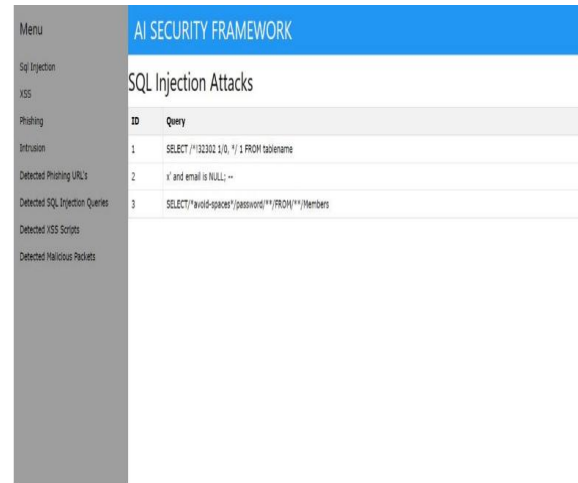 Menu
Sql Injection
XSS
Phishing
Intrusion
Detected Phishing URL's
Detected SQL Injection Queries
Detected XSS Scripts
Detected Malicious Packets
AI SECURITY FRAMEWORK
SQL Injection Attacks
ID Query
1 SELECT /*!32302 1/0, */ 1 FROM tablename
2 x' and email is NULL; --
3 SELECT/*avoid-spaces*/password/**/FROM/**/Members